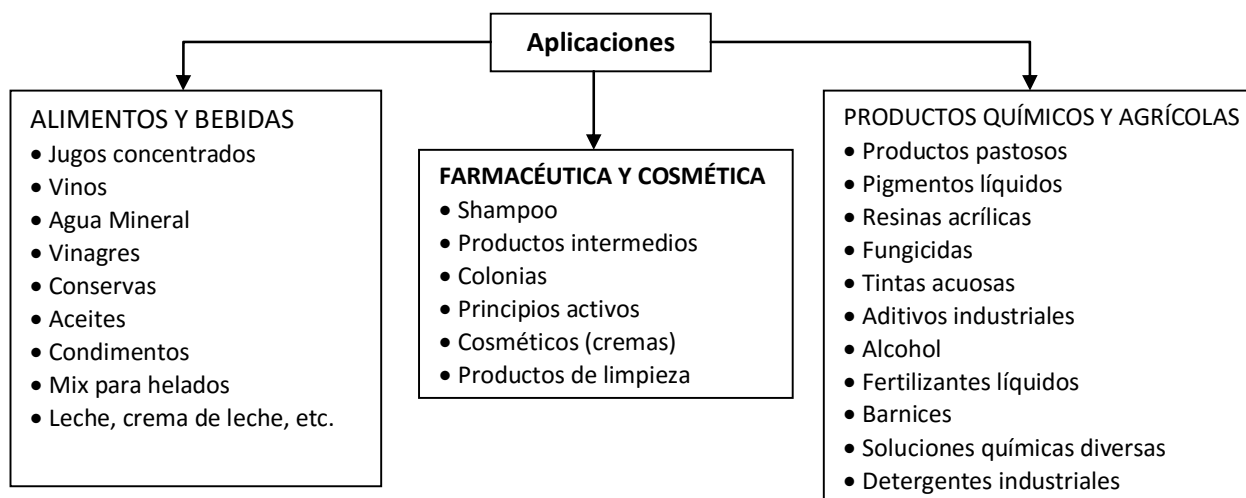 Aplicaciones
ALIMENTOS Y BEBIDAS
• Jugos concentrados
• Vinos
• Agua Mineral
• Vinagres
• Conservas
• Aceites
• Condimentos
• Mix para helados
• Leche, crema de leche, etc.
FARMACÉUTICA Y COSMÉTICA
• Shampoo
• Productos intermedios
• Colonias
• Principios activos
• Cosméticos (cremas)
• Productos de limpieza
PRODUCTOS QUÍMICOS Y AGRÍCOLAS
• Productos pastosos
• Pigmentos líquidos
• Resinas acrílicas
• Fungicidas
• Tintas acuosas
• Aditivos industriales
• Alcohol
• Fertilizantes líquidos
• Barnices
• Soluciones químicas diversas
• Detergentes industriales